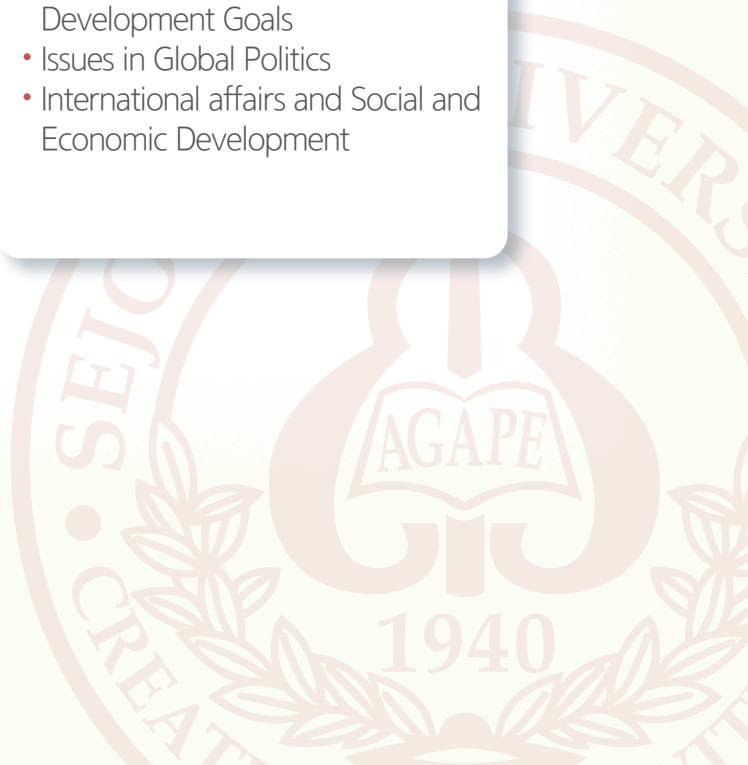 Development Goals
• Issues in Global Politics
• International affairs and Social and
Economic Development
AGAPE
1940